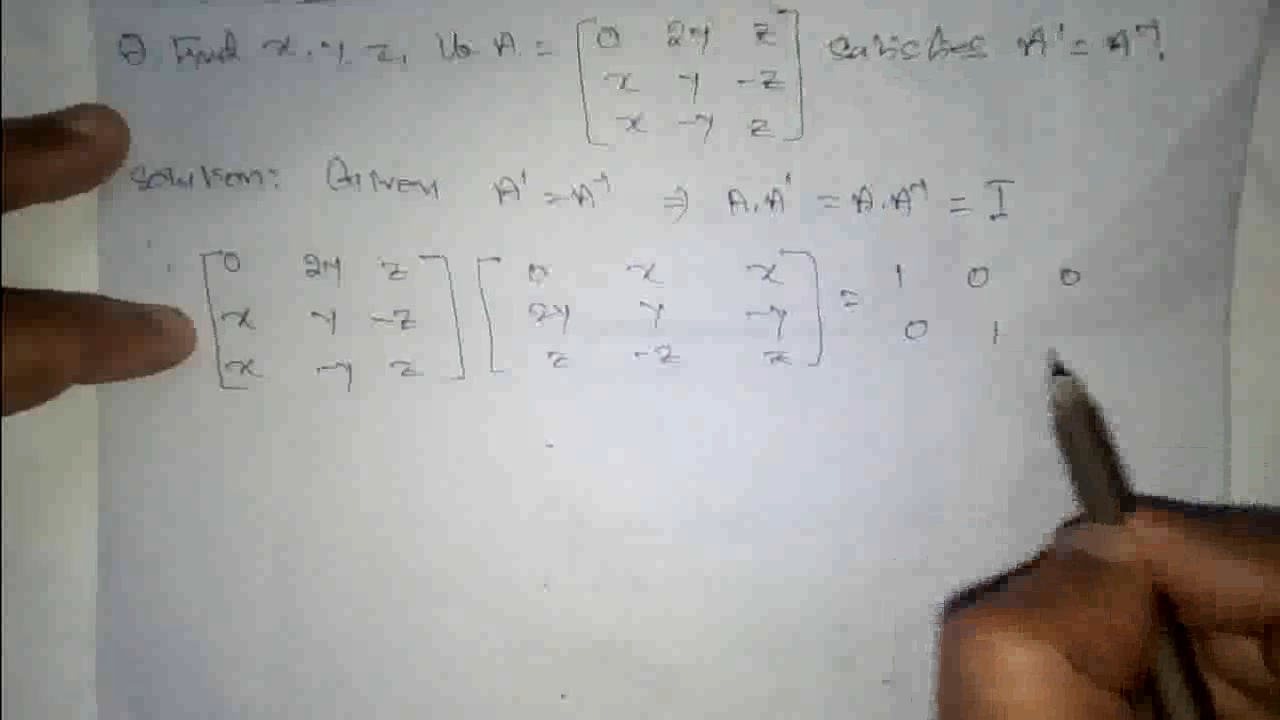 Q Find x, y, z, if A = [0 2y z satisfies A' = A⁻¹.
x y -z
x -y z]
Solution: Given A' = A⁻¹ ⇒ A.A' = A.A⁻¹ = I
[0 2y z] [0 x x] = 1 0 0
x y -z 2y y -y 0 1
x -y z z -z z